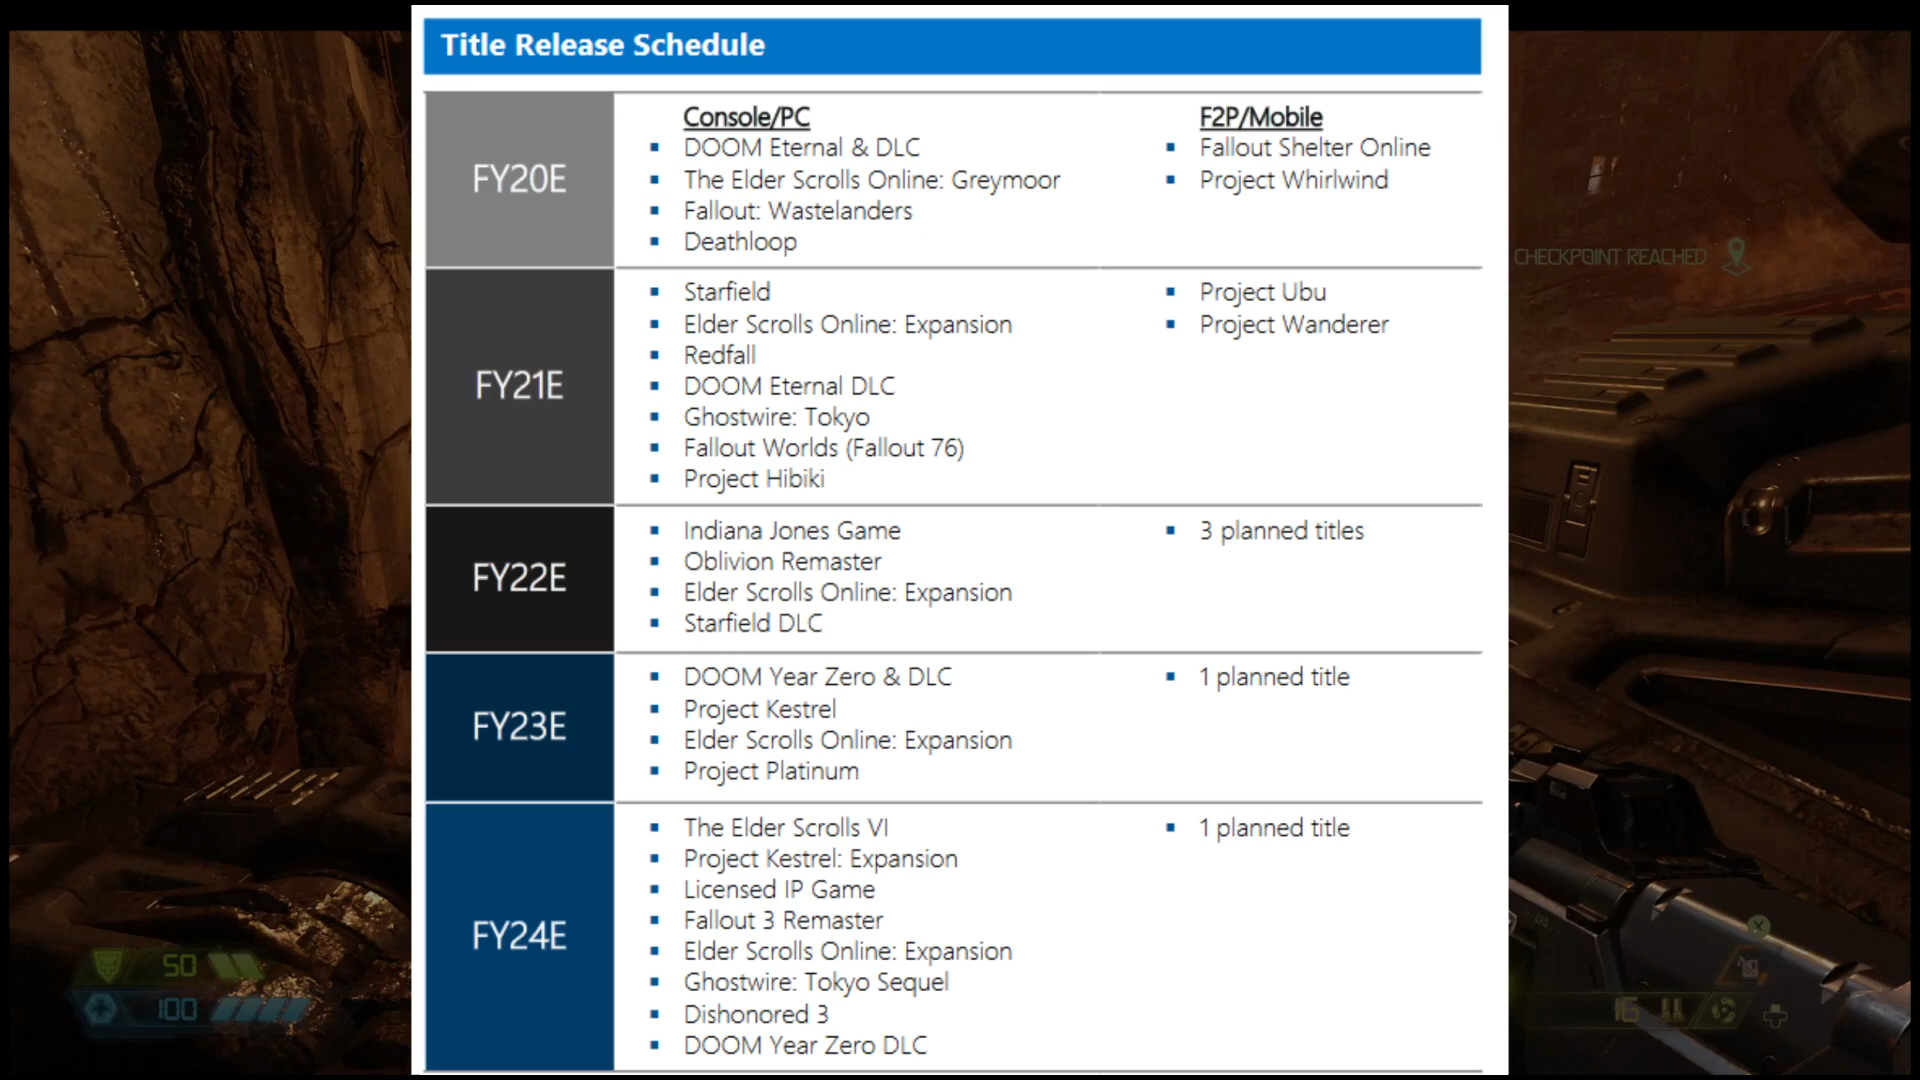 Title Release Schedule
Console/PC
F2P/Mobile
FY20E
DOOM Eternal & DLC
The Elder Scrolls Online: Greymoor
Fallout: Wastelanders
Deathloop
Fallout Shelter Online
Project Whirlwind
FY21E
Starfield
Elder Scrolls Online: Expansion
Redfall
DOOM Eternal DLC
Ghostwire: Tokyo
Fallout Worlds (Fallout 76)
Project Hibiki
Project Ubu
Project Wanderer
FY22E
Indiana Jones Game
Oblivion Remaster
Elder Scrolls Online: Expansion
Starfield DLC
3 planned titles
FY23E
DOOM Year Zero & DLC
Project Kestrel
Elder Scrolls Online: Expansion
Project Platinum
1 planned title
FY24E
The Elder Scrolls VI
Project Kestrel: Expansion
Licensed IP Game
Fallout 3 Remaster
Elder Scrolls Online: Expansion
Ghostwire: Tokyo Sequel
Dishonored 3
DOOM Year Zero DLC
1 planned title
CHECKPOINT REACHED
50
100
X
16